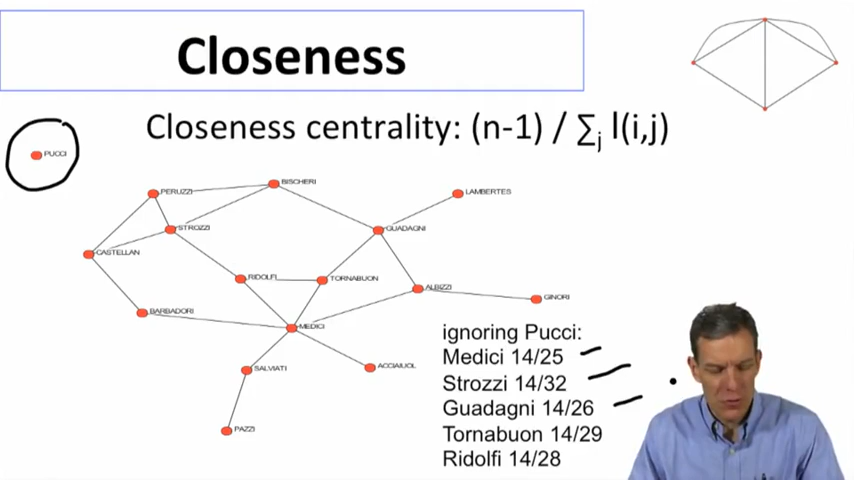 Closeness
Closeness centrality: (n-1) / ∑j l(i,j)
PUCCI
BISCHERI
PERUZZI
LAMBERTES
STROZZI
GUADAGNI
CASTELLAN
RIDOLFI
TORNABUON
ALBIZZI
GINORI
BARBADORI
MEDICI
ACCIAIUOL
SALVIATI
PAZZI
ignoring Pucci:
Medici 14/25
Strozzi 14/32
Guadagni 14/26
Tornabuon 14/29
Ridolfi 14/28